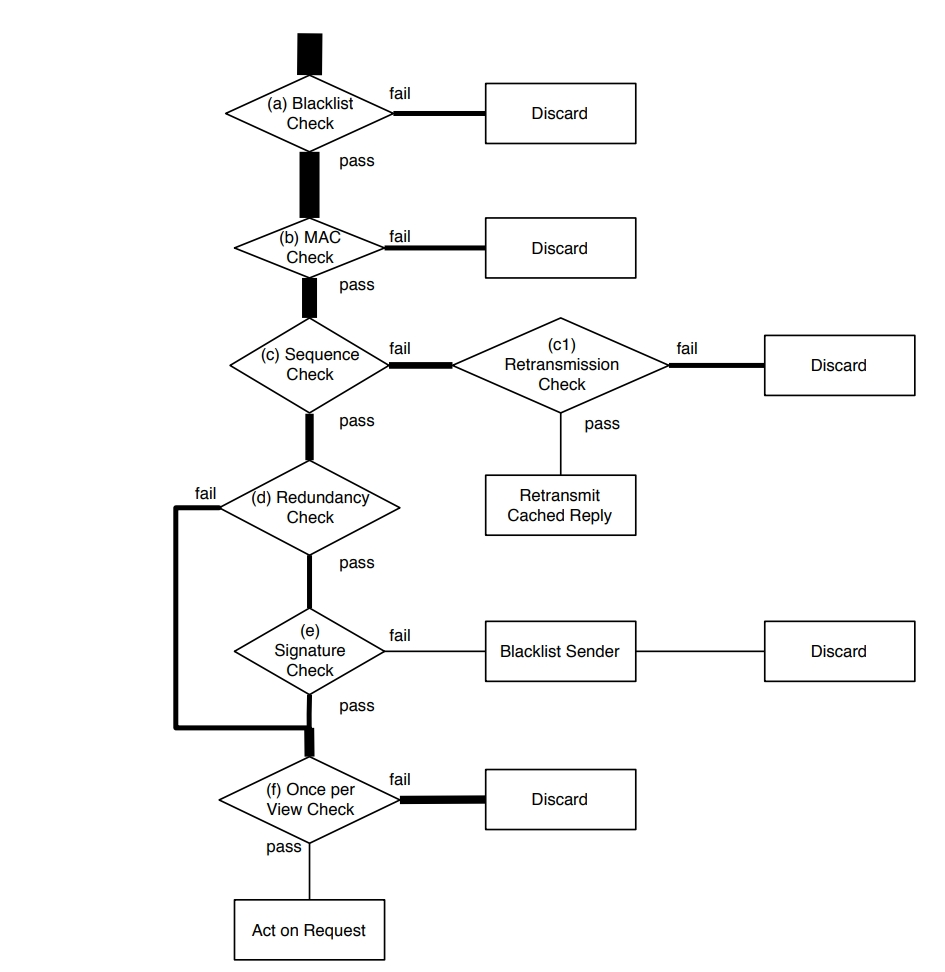 fail
(a) Blacklist
Check
Discard
pass
fail
(b) MAC
Check
Discard
pass
fail
(c) Sequence
Check
(c1)
Retransmission
Check
fail
Discard
pass
pass
Retransmit
Cached Reply
fail
(d) Redundancy
Check
pass
(e)
Signature
Check
fail
Blacklist Sender
Discard
pass
fail
(f) Once per
View Check
Discard
pass
Act on Request